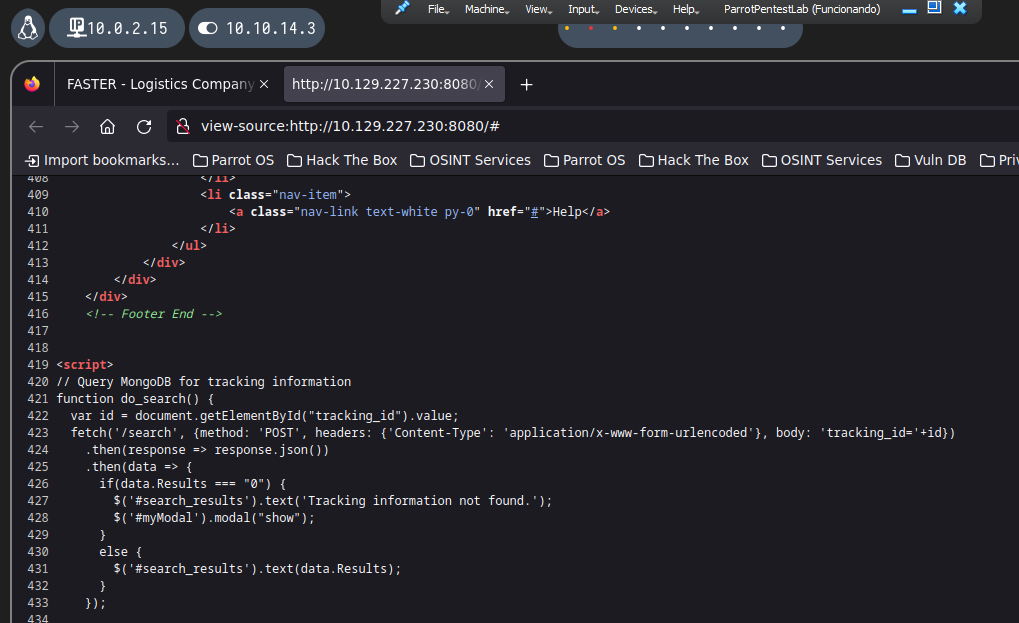 File Machine View Input Devices Help ParrotPentestLab (Funcionando)
10.0.2.15 10.10.14.3
FASTER - Logistics Company http://10.129.227.230:8080/
view-source:http://10.129.227.230:8080/#
Import bookmarks... Parrot OS Hack The Box OSINT Services Parrot OS Hack The Box OSINT Services Vuln DB Priv
408 </li>
409 <li class="nav-item">
410 <a class="nav-link text-white py-0" href="#">Help</a>
411 </li>
412 </ul>
413 </div>
414 </div>
415 </div>
416 <!-- Footer End -->
417
418
419 <script>
420 // Query MongoDB for tracking information
421 function do_search() {
422 var id = document.getElementById("tracking_id").value;
423 fetch('/search', {method: 'POST', headers: {'Content-Type': 'application/x-www-form-urlencoded'}, body: 'tracking_id='+id})
424 .then(response => response.json())
425 .then(data => {
426 if(data.Results === "0") {
427 $('#search_results').text('Tracking information not found.');
428 $('#myModal').modal("show");
429 }
430 else {
431 $('#search_results').text(data.Results);
432 }
433 });
434